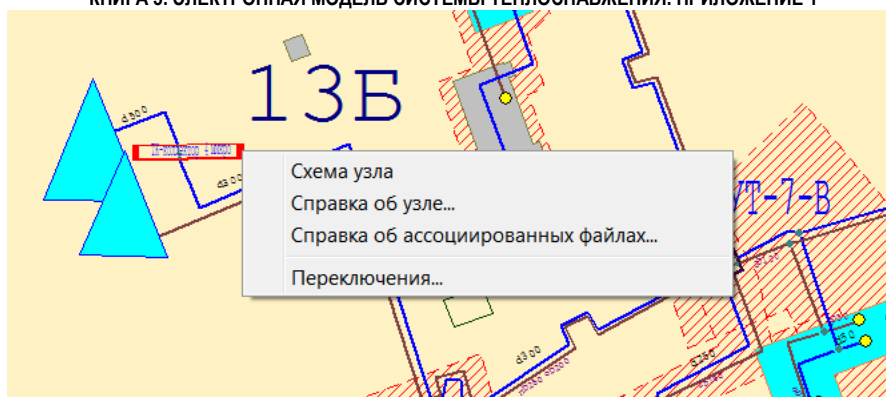 КНИГА 9. ЭЛЕКТРОННАЯ МОДЕЛЬ СИСТЕМЫ ТЕПЛОСНАБЖЕНИЯ. ПРИЛОЖЕНИЕ 1
13Б
d300
d300
Схема узла
Справка об узле...
Справка об ассоциированных файлах...
Переключения...
УТ-7-В
d300
d250